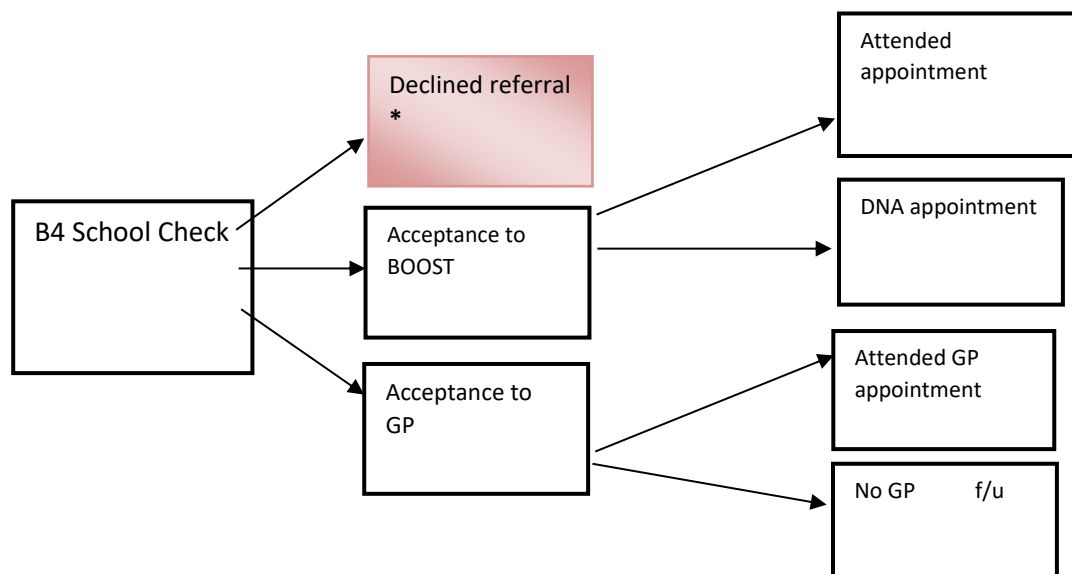 B4 School Check
Declined referral
*
Acceptance to
BOOST
Acceptance to
GP
Attended
appointment
DNA appointment
Attended GP
appointment
No GP f/u